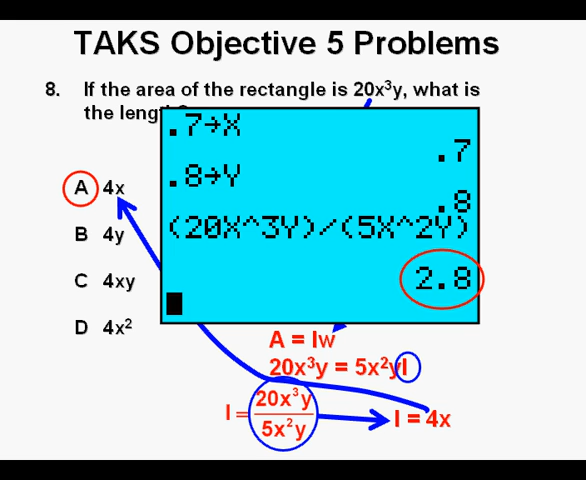 TAKS Objective 5 Problems
8. If the area of the rectangle is 20x³y, what is
the leng
.7→X
.7
.8→Y
.8
(20X^3Y)/(5X^2Y)
2.8
A 4x
B 4y
C 4xy
D 4x²
A = lw
20x³y = 5x²yl
l = 20x³y / 5x²y
l = 4x